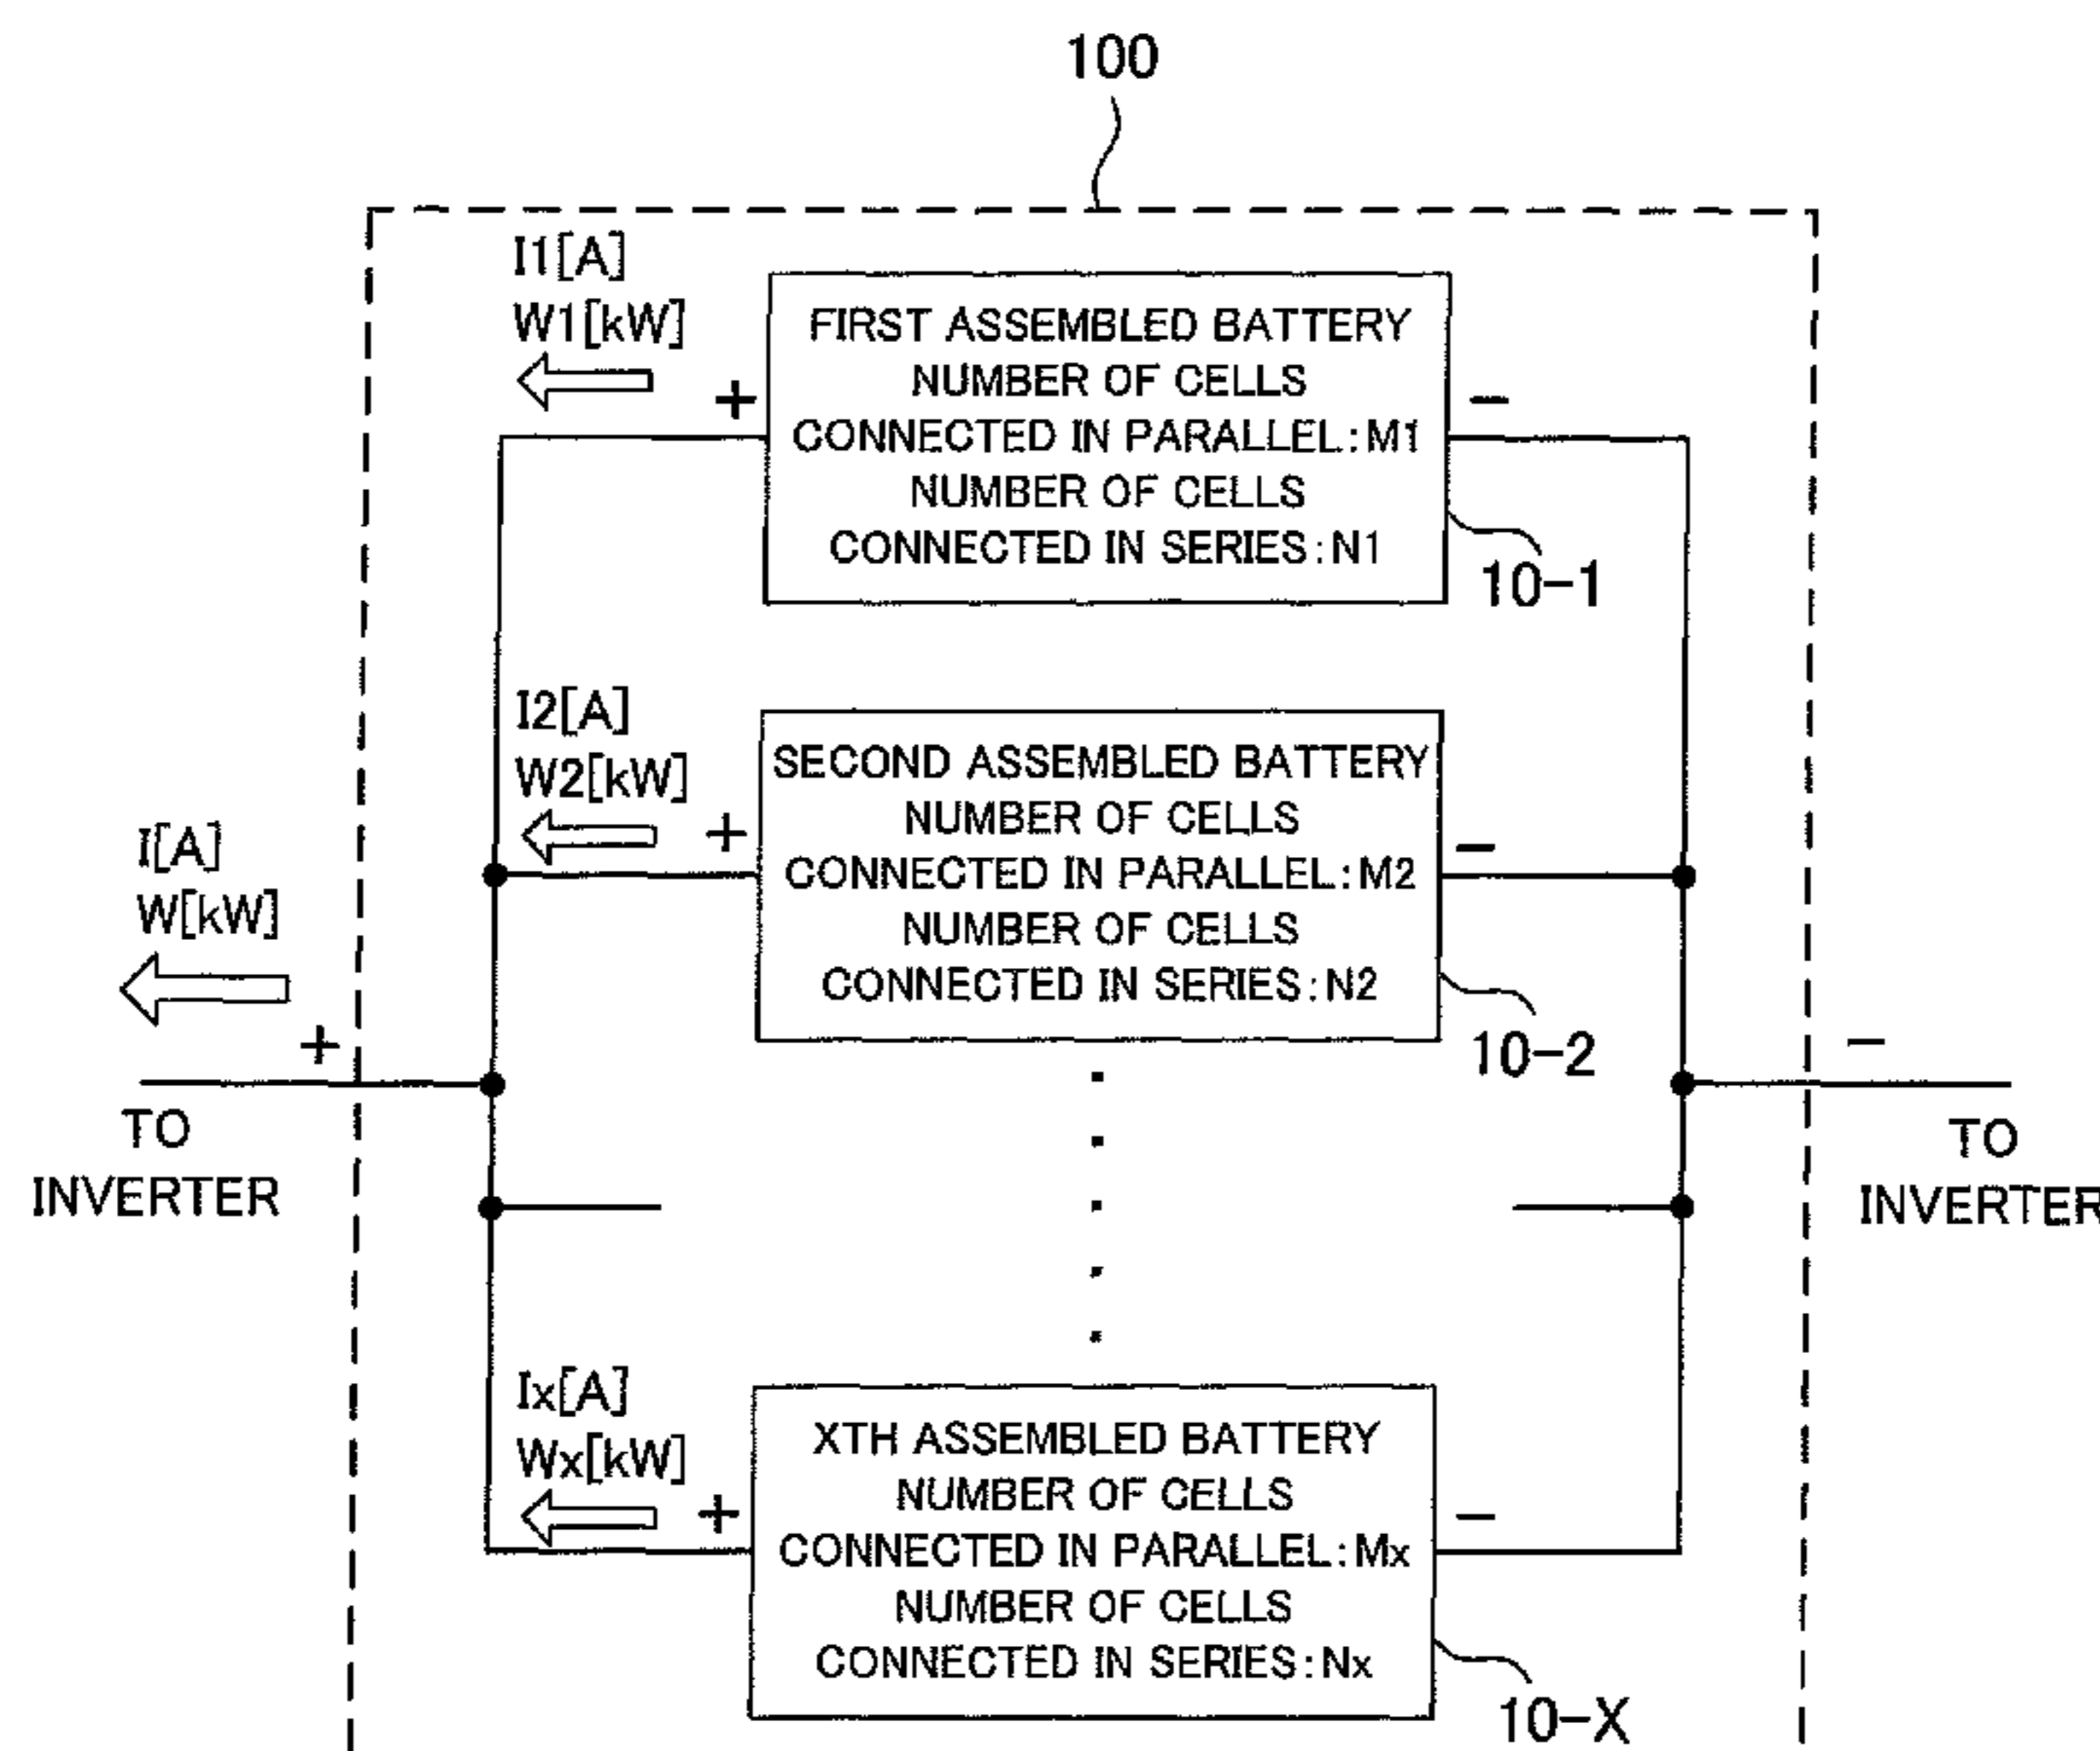 100
I1[A]
W1[kW]
+
−
FIRST ASSEMBLED BATTERY
NUMBER OF CELLS
CONNECTED IN PARALLEL:M1
NUMBER OF CELLS
CONNECTED IN SERIES:N1
10-1
I2[A]
W2[kW]
+
−
SECOND ASSEMBLED BATTERY
NUMBER OF CELLS
CONNECTED IN PARALLEL:M2
NUMBER OF CELLS
CONNECTED IN SERIES:N2
10-2
I[A]
W[kW]
+
TO
INVERTER
−
TO
INVERTER
Ix[A]
Wx[kW]
+
−
XTH ASSEMBLED BATTERY
NUMBER OF CELLS
CONNECTED IN PARALLEL:Mx
NUMBER OF CELLS
CONNECTED IN SERIES:Nx
10-X